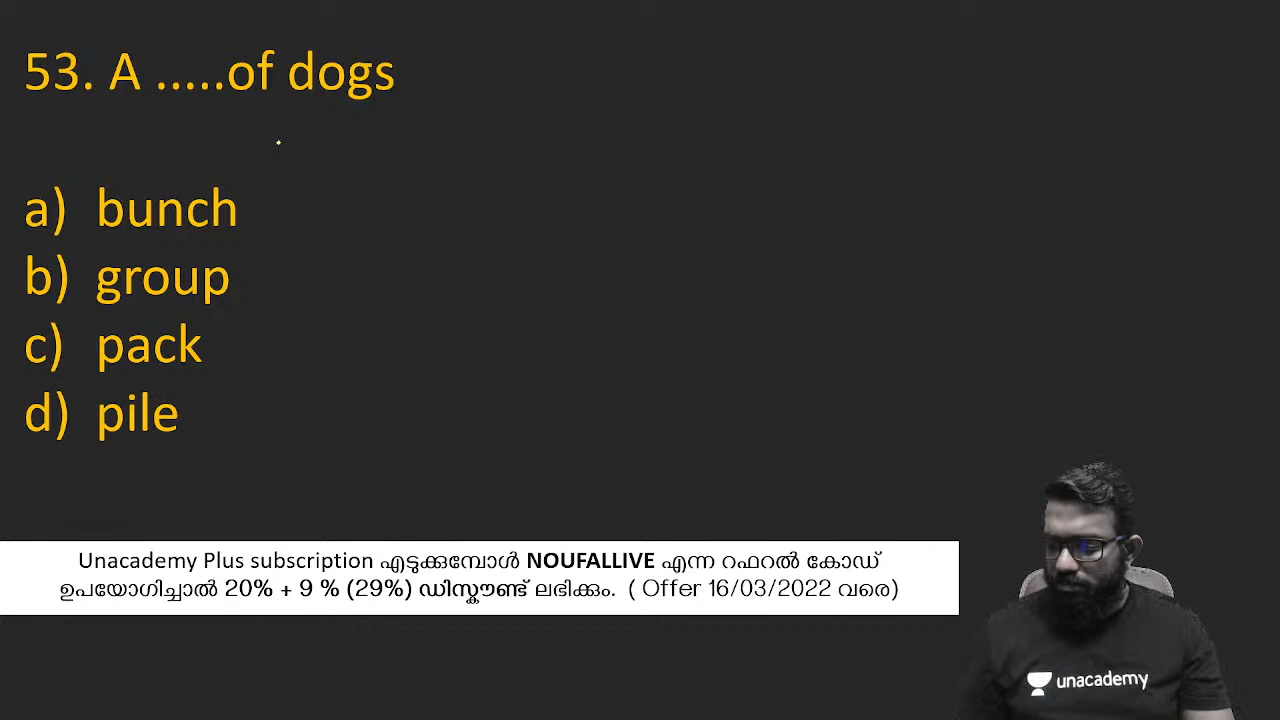 53. A .....of dogs
a) bunch
b) group
c) pack
d) pile
Unacademy Plus subscription എടുക്കുമ്പോൾ NOUFALLIVE എന്ന റഫറൽ കോഡ്
ഉപയോഗിച്ചാൽ 20% + 9 % (29%) ഡിസ്കൗണ്ട് ലഭിക്കും. ( Offer 16/03/2022 വരെ)
unacademy